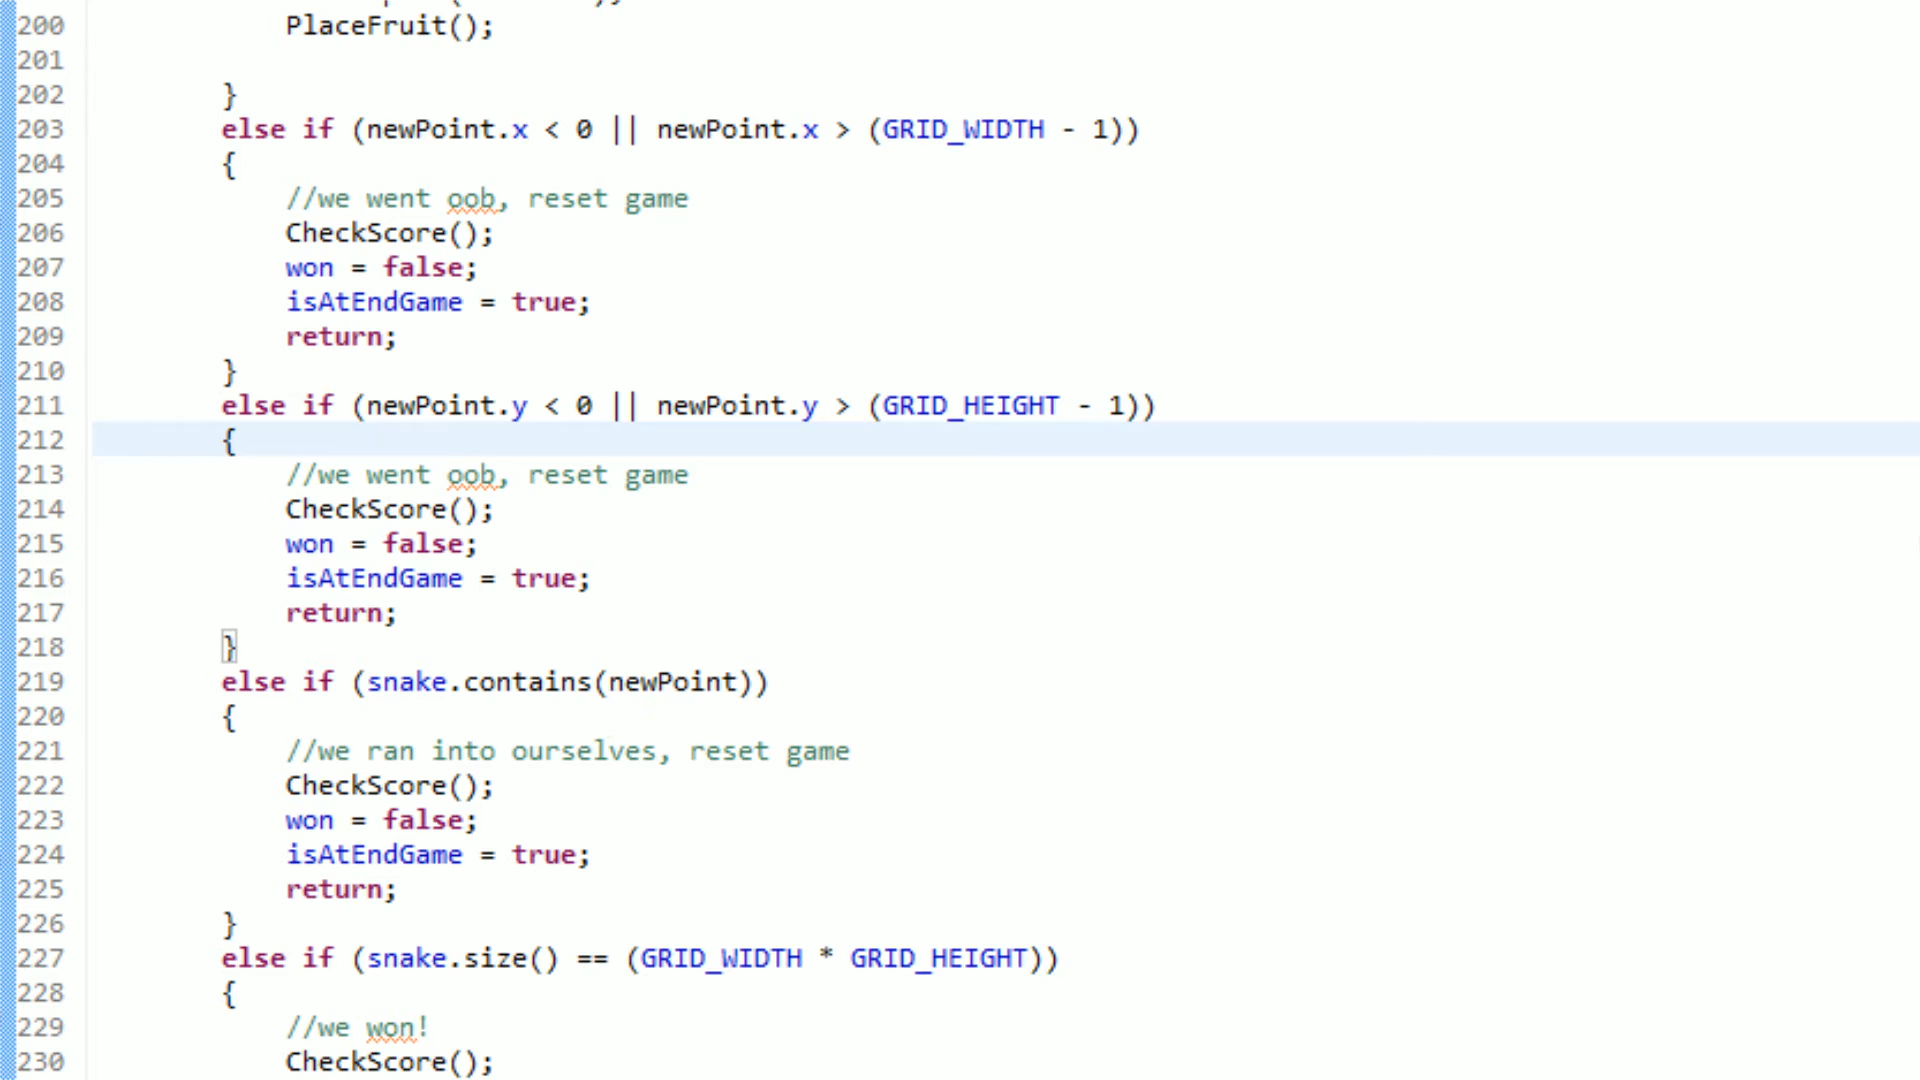 200 PlaceFruit();
201
202 }
203 else if (newPoint.x < 0 || newPoint.x > (GRID_WIDTH - 1))
204 {
205 //we went oob, reset game
206 CheckScore();
207 won = false;
208 isAtEndGame = true;
209 return;
210 }
211 else if (newPoint.y < 0 || newPoint.y > (GRID_HEIGHT - 1))
212 {
213 //we went oob, reset game
214 CheckScore();
215 won = false;
216 isAtEndGame = true;
217 return;
218 }
219 else if (snake.contains(newPoint))
220 {
221 //we ran into ourselves, reset game
222 CheckScore();
223 won = false;
224 isAtEndGame = true;
225 return;
226 }
227 else if (snake.size() == (GRID_WIDTH * GRID_HEIGHT))
228 {
229 //we won!
230 CheckScore();